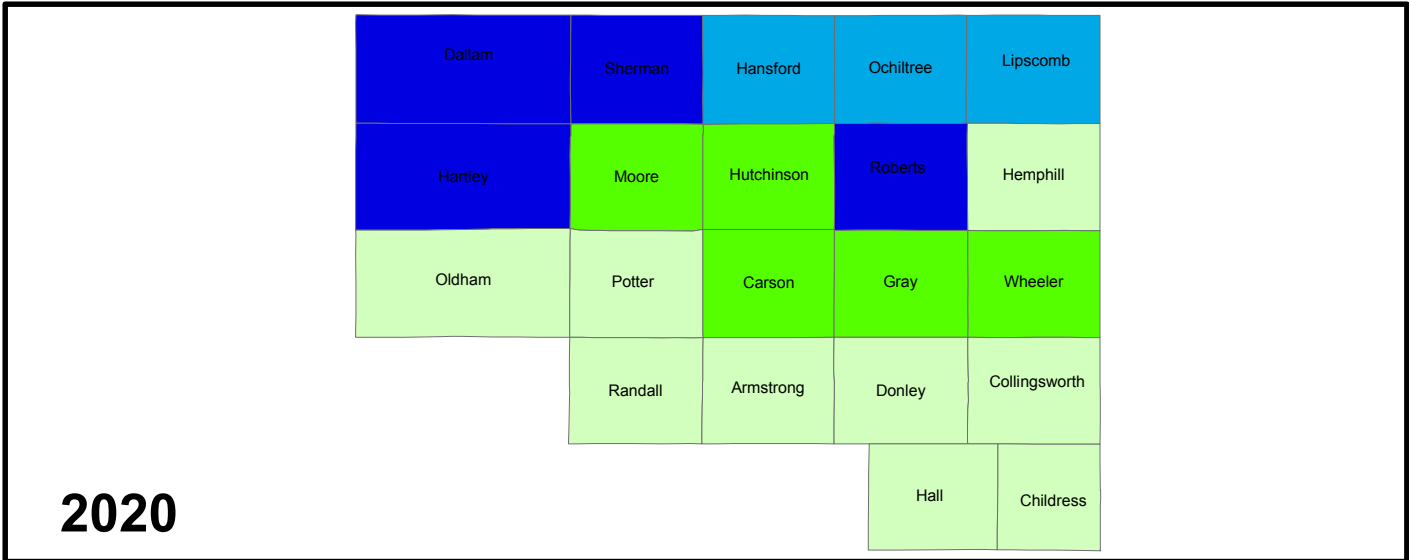 Dallam
Sherman
Hansford
Ochiltree
Lipscomb
Hartley
Moore
Hutchinson
Roberts
Hemphill
Oldham
Potter
Carson
Gray
Wheeler
Randall
Armstrong
Donley
Collingsworth
Hall
Childress
2020